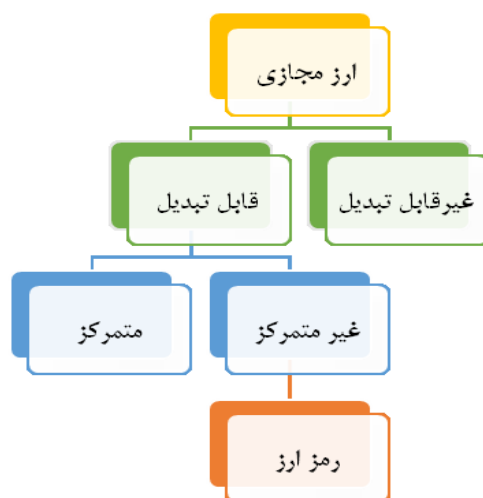 ارز مجازی
غیرقابل تبدیل
قابل تبدیل
غیر متمرکز
متمرکز
رمز ارز